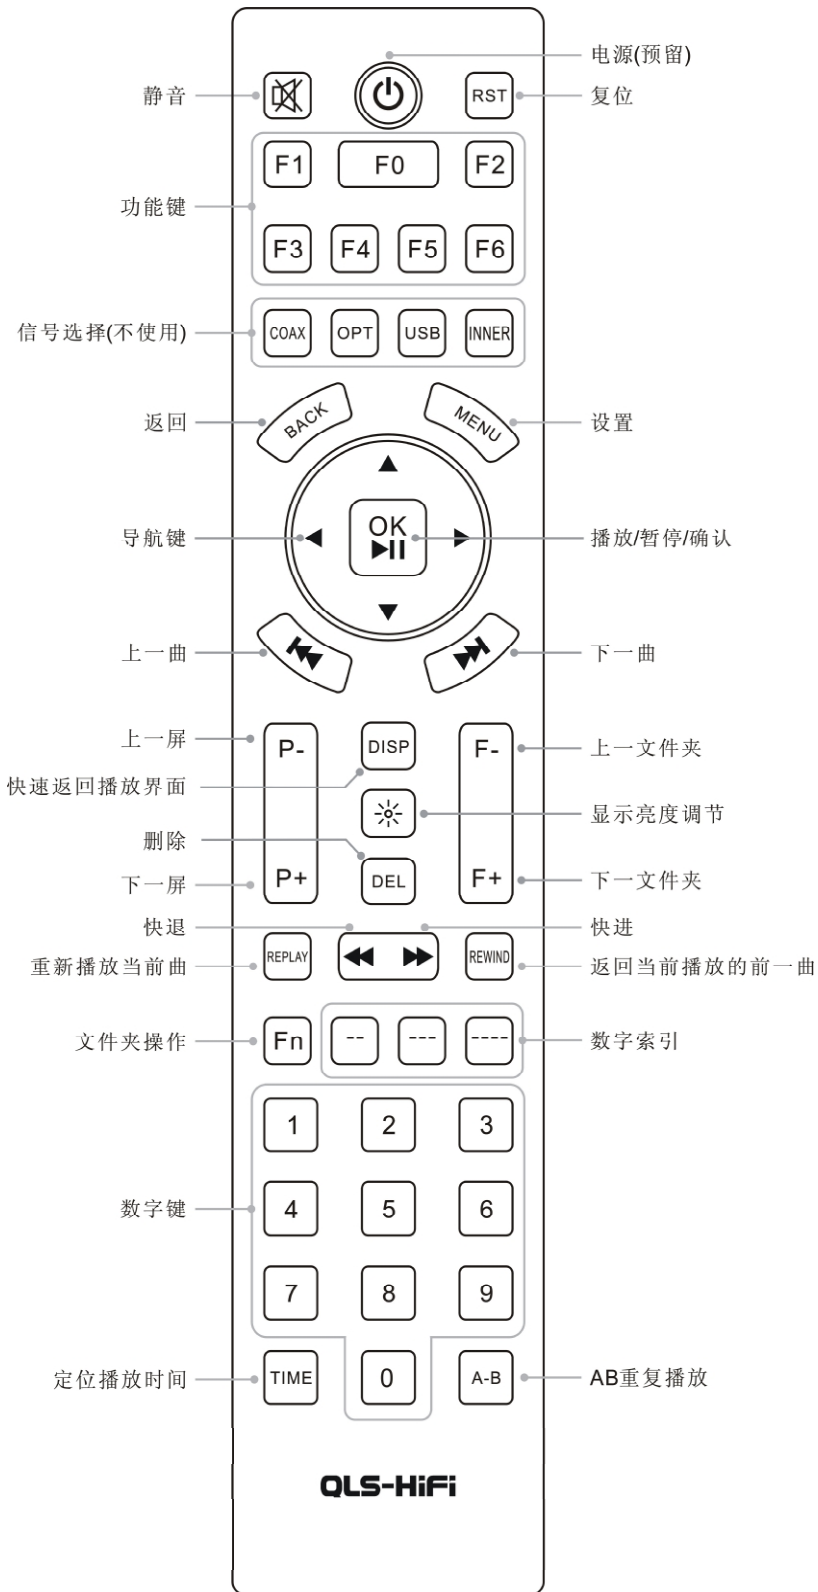 电源(预留)
静音
RST
复位
F1
F0
F2
功能键
F3
F4
F5
F6
信号选择(不使用)
COAX
OPT
USB
INNER
返回
BACK
MENU
设置
导航键
OK
播放/暂停/确认
上一曲
下一曲
上一屏
P-
DISP
F-
上一文件夹
快速返回播放界面
显示亮度调节
删除
下一屏
P+
DEL
F+
下一文件夹
快退
快进
重新播放当前曲
REPLAY
REWIND
返回当前播放的前一曲
文件夹操作
Fn
--
---
----
数字索引
1
2
3
数字键
4
5
6
7
8
9
定位播放时间
TIME
0
A-B
AB重复播放
QLS-HiFi